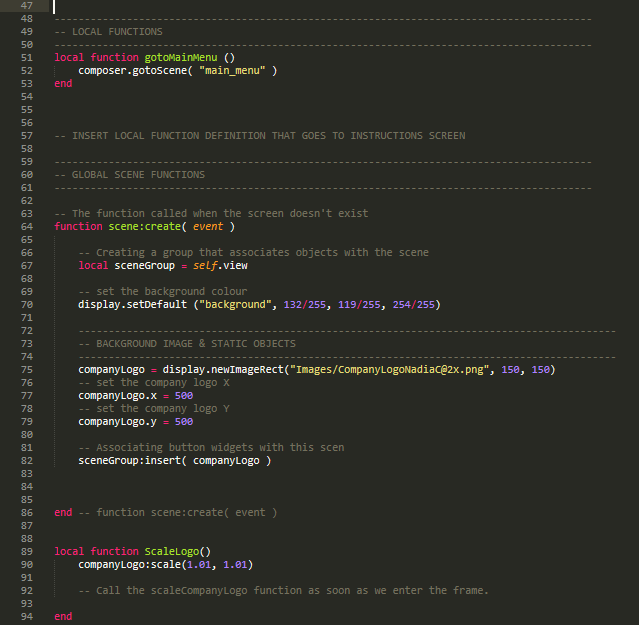 47
48 ------------------------------------------------------------------------------------------
49 -- LOCAL FUNCTIONS
50 ------------------------------------------------------------------------------------------
51 local function gotoMainMenu ()
52 composer.gotoScene( "main_menu" )
53 end
54
55
56
57 -- INSERT LOCAL FUNCTION DEFINITION THAT GOES TO INSTRUCTIONS SCREEN
58
59 ------------------------------------------------------------------------------------------
60 -- GLOBAL SCENE FUNCTIONS
61 ------------------------------------------------------------------------------------------
62
63 -- The function called when the screen doesn't exist
64 function scene:create( event )
65
66 -- Creating a group that associates objects with the scene
67 local sceneGroup = self.view
68
69 -- set the background colour
70 display.setDefault ("background", 132/255, 119/255, 254/255)
71
72 ------------------------------------------------------------------------------------------
73 -- BACKGROUND IMAGE & STATIC OBJECTS
74 ------------------------------------------------------------------------------------------
75 companyLogo = display.newImageRect("Images/CompanyLogoNadiaC@2x.png", 150, 150)
76 -- set the company logo X
77 companyLogo.x = 500
78 -- set the company logo Y
79 companyLogo.y = 500
80
81 -- Associating button widgets with this scen
82 sceneGroup:insert( companyLogo )
83
84
85
86 end -- function scene:create( event )
87
88
89 local function ScaleLogo()
90 companyLogo:scale(1.01, 1.01)
91
92 -- Call the scaleCompanyLogo function as soon as we enter the frame.
93
94 end